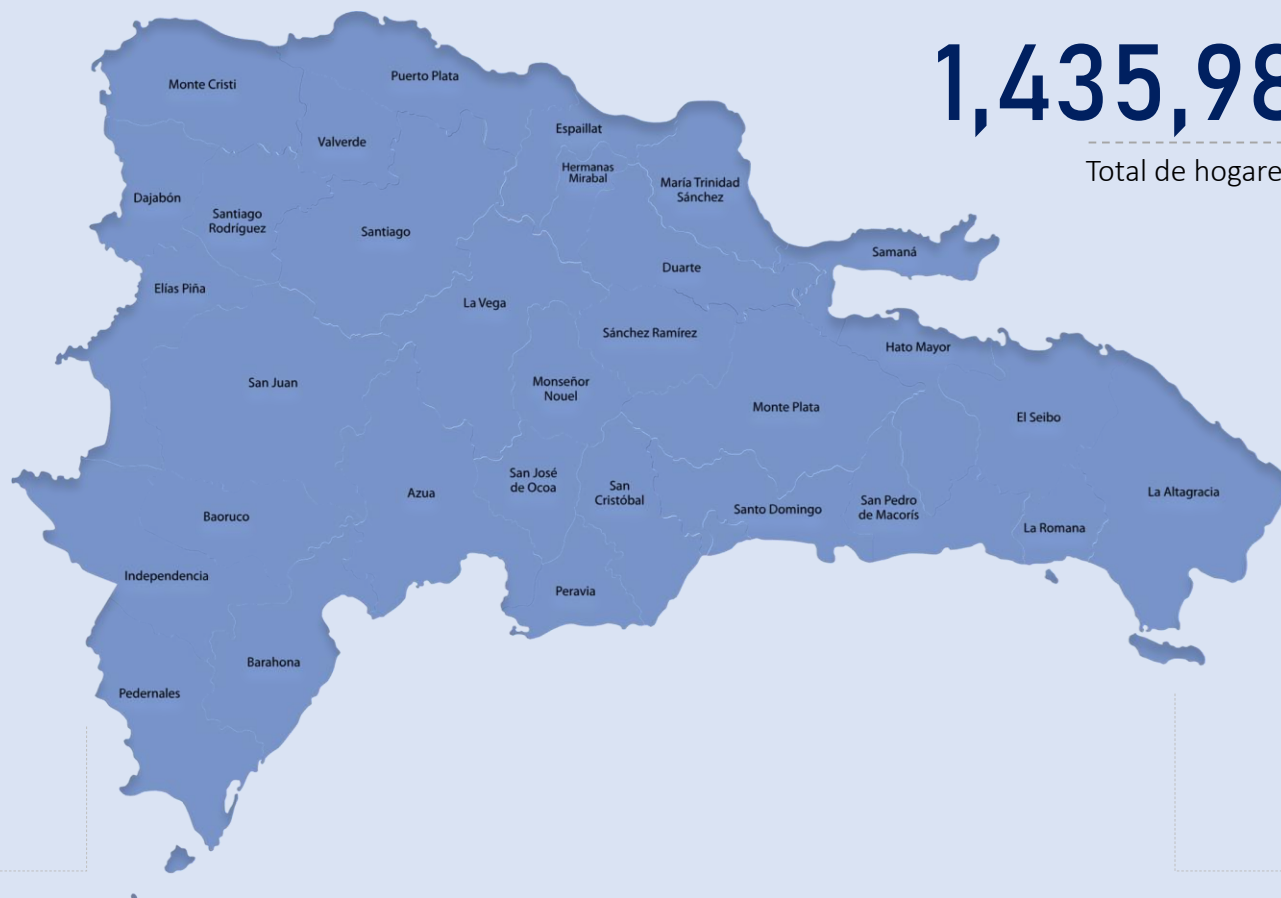 1,435,98
Total de hogare
Monte Cristi
Puerto Plata
Valverde
Espaillat
Hermanas
Mirabal
María Trinidad
Sánchez
Dajabón
Santiago
Rodríguez
Santiago
Samaná
Duarte
Elías Piña
La Vega
Sánchez Ramírez
Hato Mayor
San Juan
Monseñor
Nouel
Monte Plata
El Seibo
San José
de Ocoa
San
Cristóbal
Azua
La Altagracia
Santo Domingo
San Pedro
de Macorís
Baoruco
La Romana
Independencia
Peravia
Barahona
Pedernales